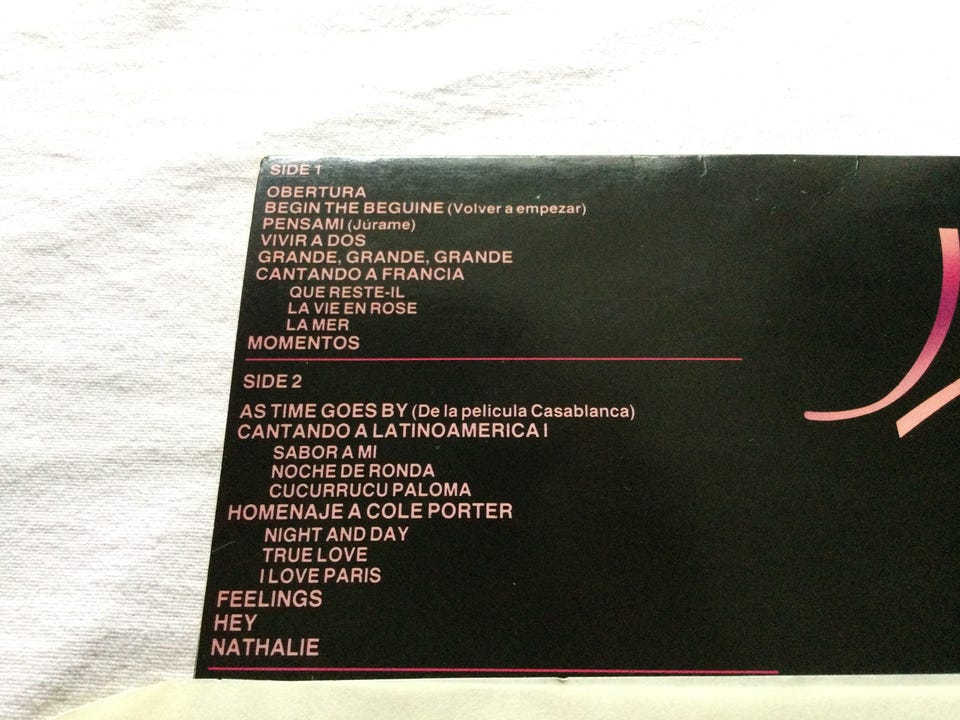 SIDE 1
OBERTURA
BEGIN THE BEGUINE (Volver a empezar)
PENSAMI (Júrame)
VIVIR A DOS
GRANDE, GRANDE, GRANDE
CANTANDO A FRANCIA
QUE RESTE-IL
LA VIE EN ROSE
LA MER
MOMENTOS
SIDE 2
AS TIME GOES BY (De la pelicula Casablanca)
CANTANDO A LATINOAMERICA I
SABOR A MI
NOCHE DE RONDA
CUCURRUCU PALOMA
HOMENAJE A COLE PORTER
NIGHT AND DAY
TRUE LOVE
I LOVE PARIS
FEELINGS
HEY
NATHALIE